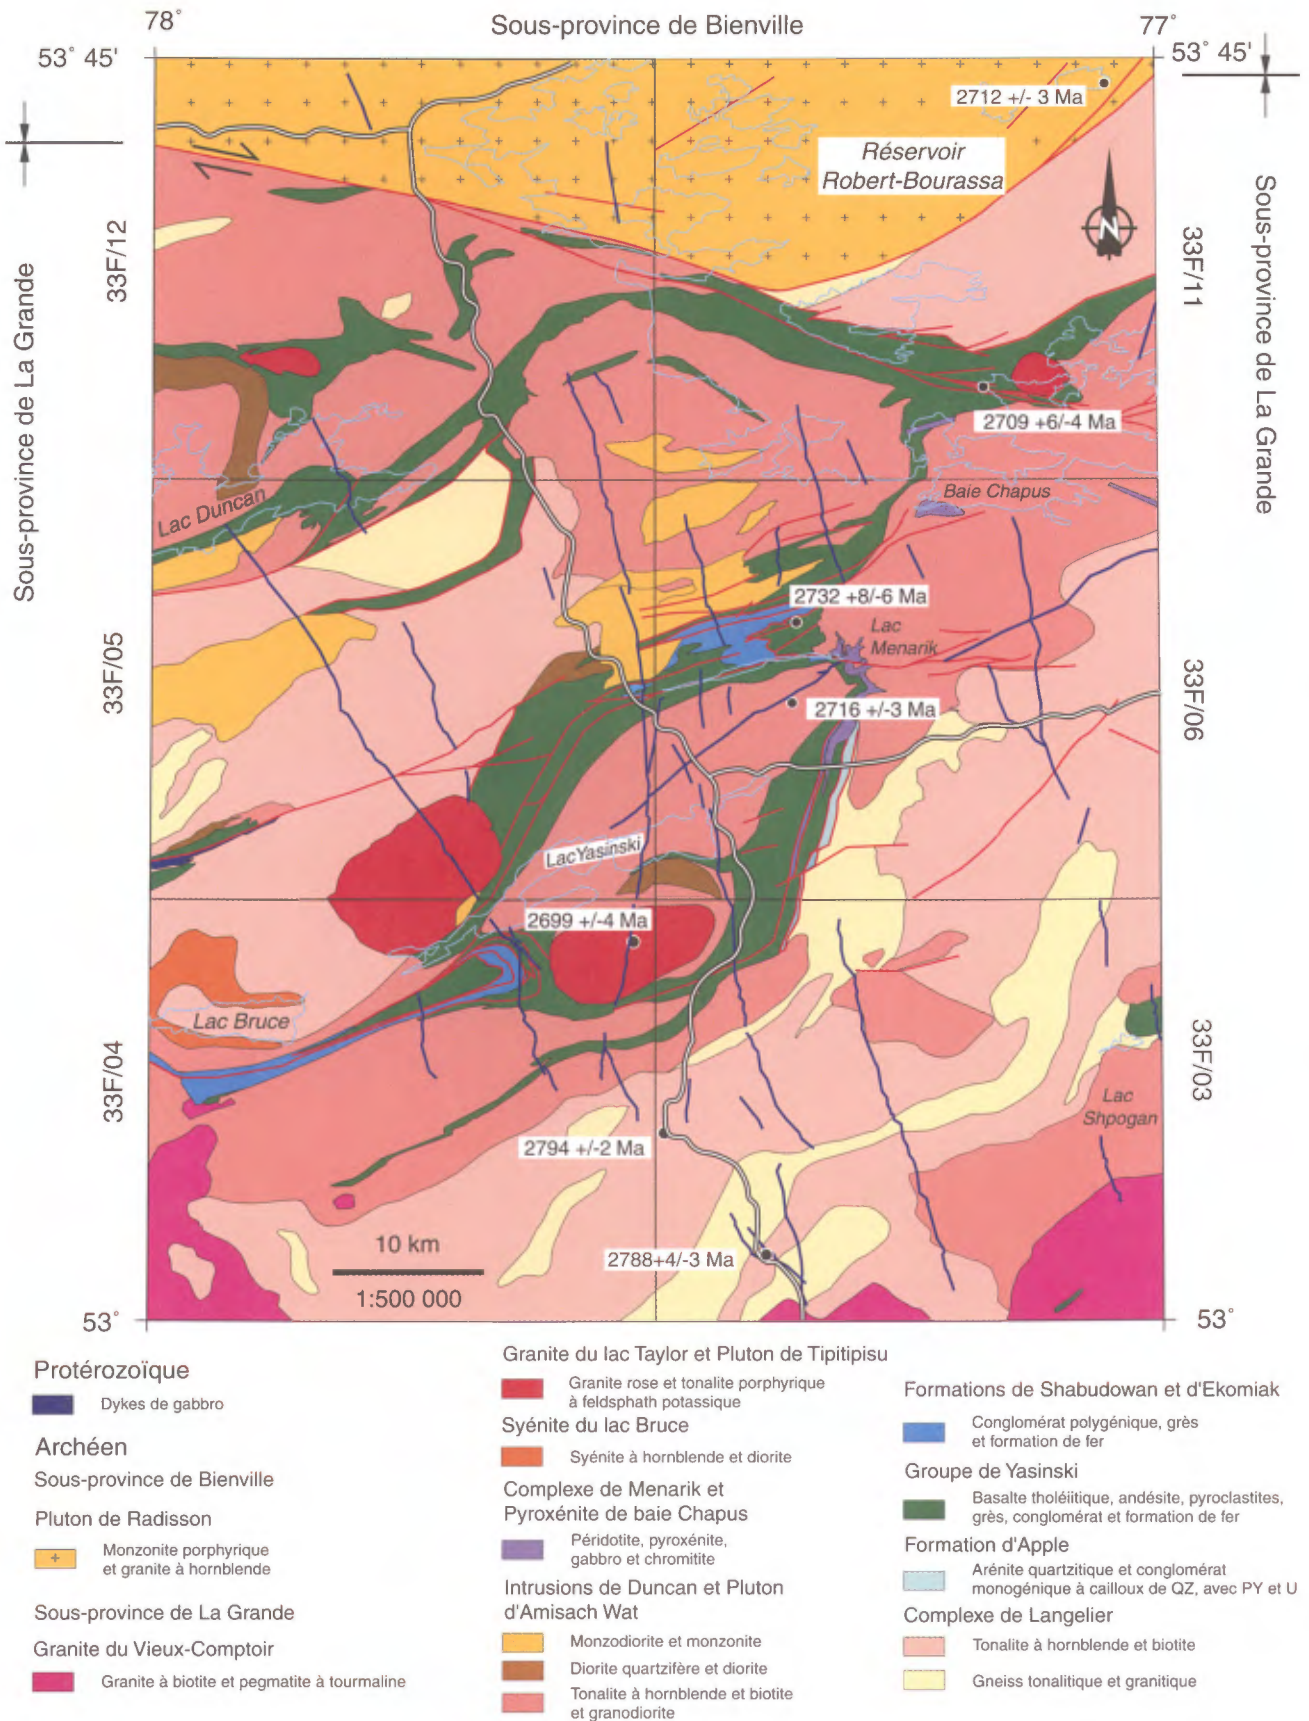 78°
Sous-province de Bienville
77°
53° 45'
53° 45'
2712 +/- 3 Ma
Réservoir
Robert-Bourassa
N
33F/12
33F/11
Sous-province de La Grande
Sous-province de La Grande
2709 +6/-4 Ma
Lac Duncan
Baie Chapus
2732 +8/-6 Ma
Lac
Menarik
33F/05
33F/06
2716 +/-3 Ma
Lac Yasinski
2699 +/-4 Ma
Lac Bruce
33F/04
33F/03
Lac
Shpogan
2794 +/-2 Ma
10 km
1:500 000
2788+4/-3 Ma
53°
53°
Protérozoïque
Dykes de gabbro
Archéen
Sous-province de Bienville
Pluton de Radisson
Monzonite porphyrique
et granite à hornblende
Sous-province de La Grande
Granite du Vieux-Comptoir
Granite à biotite et pegmatite à tourmaline
Granite du lac Taylor et Pluton de Tipitipisu
Granite rose et tonalite porphyrique
à feldsphath potassique
Syénite du lac Bruce
Syénite à hornblende et diorite
Complexe de Menarik et
Pyroxénite de baie Chapus
Péridotite, pyroxénite,
gabbro et chromitite
Intrusions de Duncan et Pluton
d'Amisach Wat
Monzodiorite et monzonite
Diorite quartzifère et diorite
Tonalite à hornblende et biotite
et granodiorite
Formations de Shabudowan et d'Ekomiak
Conglomérat polygénique, grès
et formation de fer
Groupe de Yasinski
Basalte tholéiitique, andésite, pyroclastites,
grès, conglomérat et formation de fer
Formation d'Apple
Arénite quartzitique et conglomérat
monogénique à cailloux de QZ, avec PY et U
Complexe de Langelier
Tonalite à hornblende et biotite
Gneiss tonalitique et granitique